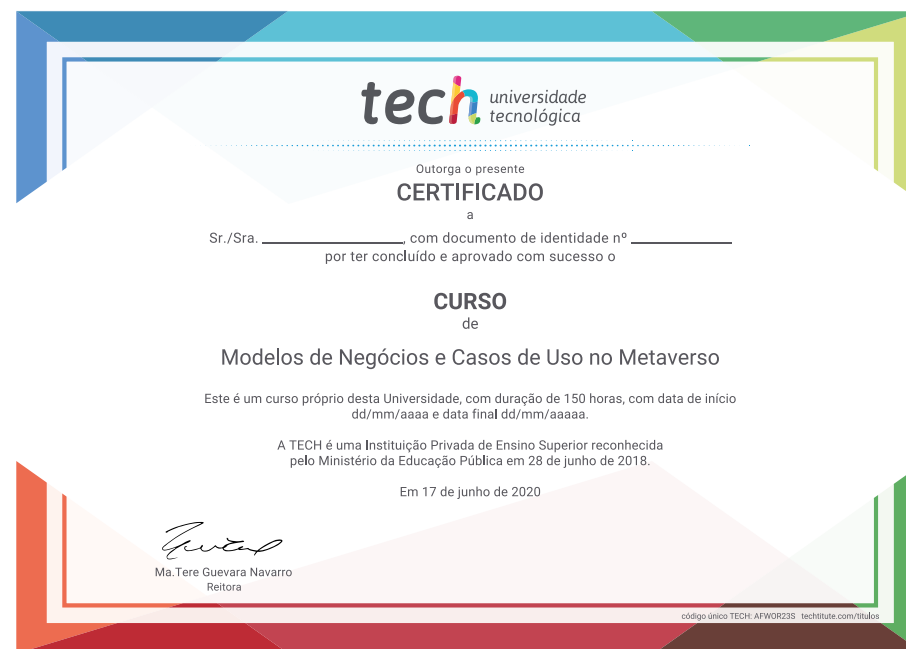 tech universidade
tecnológica
Outorga o presente
CERTIFICADO
a
Sr./Sra. ________________, com documento de identidade nº ____________
por ter concluído e aprovado com sucesso o
CURSO
de
Modelos de Negócios e Casos de Uso no Metaverso
Este é um curso próprio desta Universidade, com duração de 150 horas, com data de início
dd/mm/aaaa e data final dd/mm/aaaaa.
A TECH é uma Instituição Privada de Ensino Superior reconhecida
pelo Ministério da Educação Pública em 28 de junho de 2018.
Em 17 de junho de 2020
Ma.Tere Guevara Navarro
Reitora
código único TECH: AFWOR23S techtitute.com/titulos